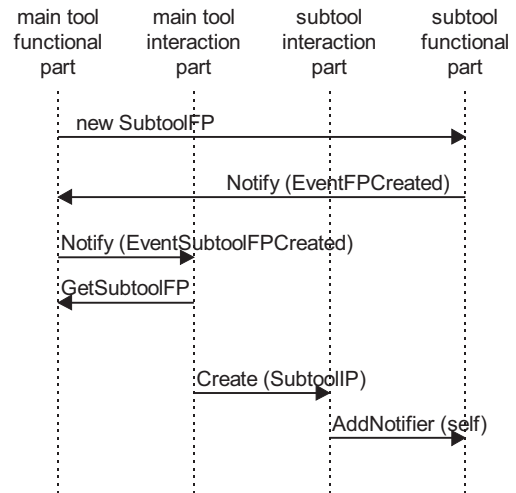 main tool
functional
part
main tool
interaction
part
subtool
interaction
part
subtool
functional
part
new SubtoolFP
Notify (EventFPCreated)
Notify (EventSubtoolFPCreated)
GetSubtoolFP
Create (SubtoolIP)
AddNotifier (self)